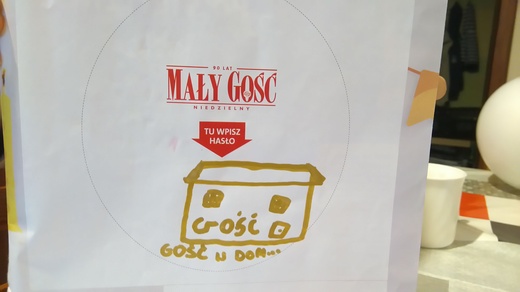 90 LAT
MAŁY GOŚĆ
NIEDZIELNY
TU WPISZ
HASŁO
GOŚĆ
GOŚĆ W DOM...